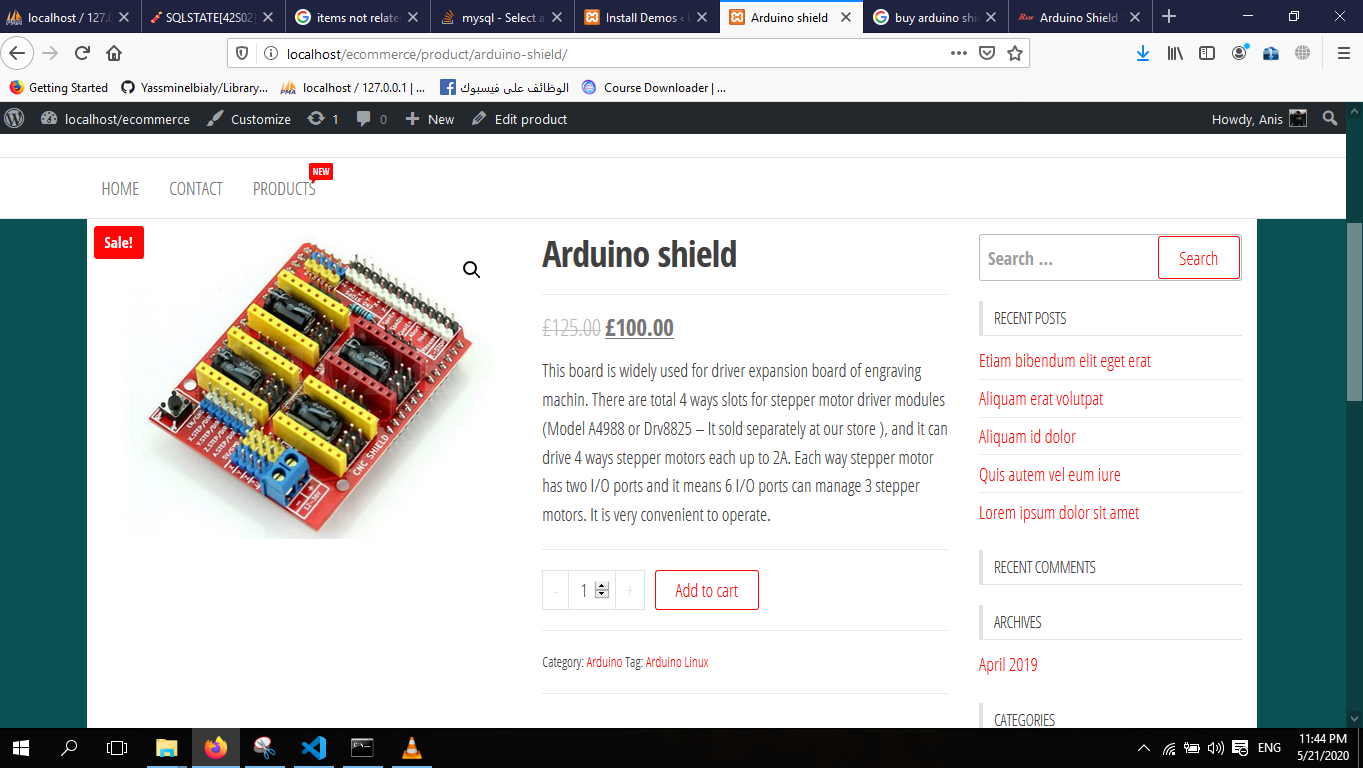 localhost / 127.0
SQLSTATE[42S02]
items not relate
mysql - Select a
Install Demos ‹
Arduino shield
buy arduino shi
Arduino Shield
localhost/ecommerce/product/arduino-shield/
Getting Started
Yassminelbialy/Library...
localhost / 127.0.0.1 | ...
الوظائف على فيسبوك
Course Downloader | ...
localhost/ecommerce
Customize
1
0
New
Edit product
Howdy, Anis
HOME
CONTACT
PRODUCTS
NEW
Sale!
CNC SHIELD
12-36V
Arduino shield
£125.00 £100.00
This board is widely used for driver expansion board of engraving
machin. There are total 4 ways slots for stepper motor driver modules
(Model A4988 or Drv8825 – It sold separately at our store ), and it can
drive 4 ways stepper motors each up to 2A. Each way stepper motor
has two I/O ports and it means 6 I/O ports can manage 3 stepper
motors. It is very convenient to operate.
- 1 +
Add to cart
Category: Arduino Tag: Arduino Linux
Search ...
Search
RECENT POSTS
Etiam bibendum elit eget erat
Aliquam erat volutpat
Aliquam id dolor
Quis autem vel eum iure
Lorem ipsum dolor sit amet
RECENT COMMENTS
ARCHIVES
April 2019
CATEGORIES
ENG
11:44 PM
5/21/2020